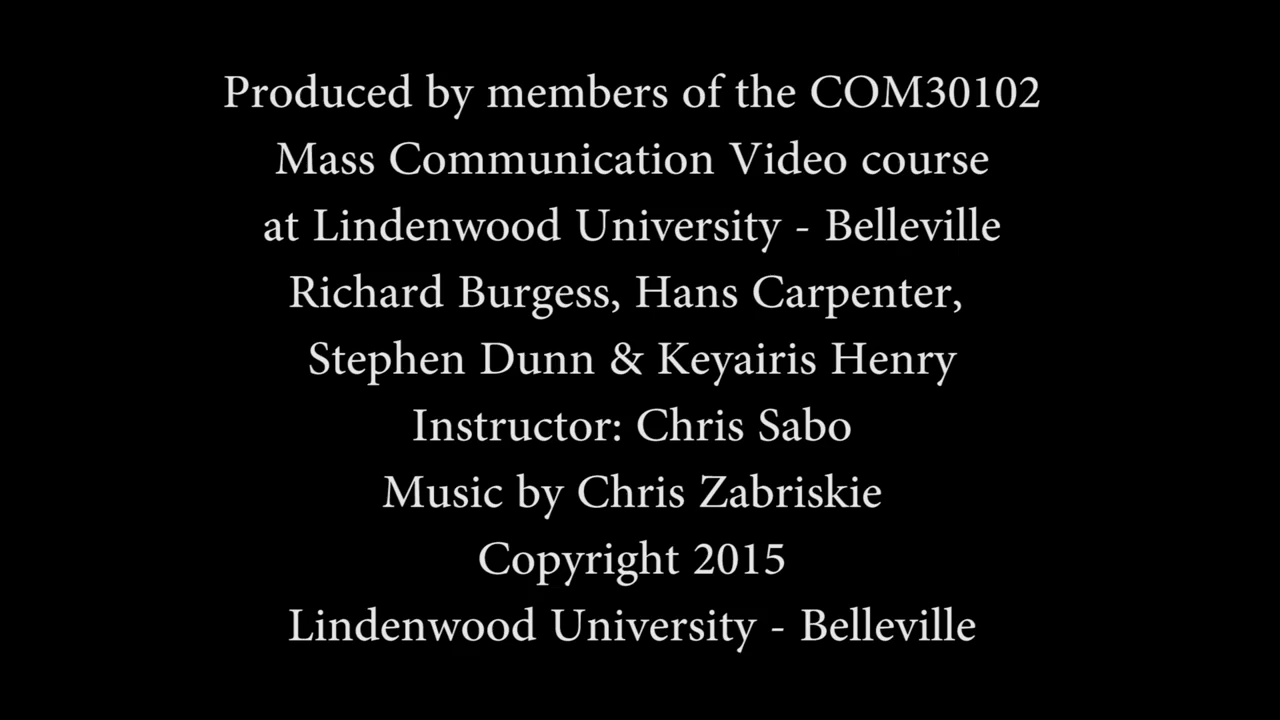 Produced by members of the COM30102
Mass Communication Video course
at Lindenwood University - Belleville
Richard Burgess, Hans Carpenter,
Stephen Dunn & Keyairis Henry
Instructor: Chris Sabo
Music by Chris Zabriskie
Copyright 2015
Lindenwood University - Belleville